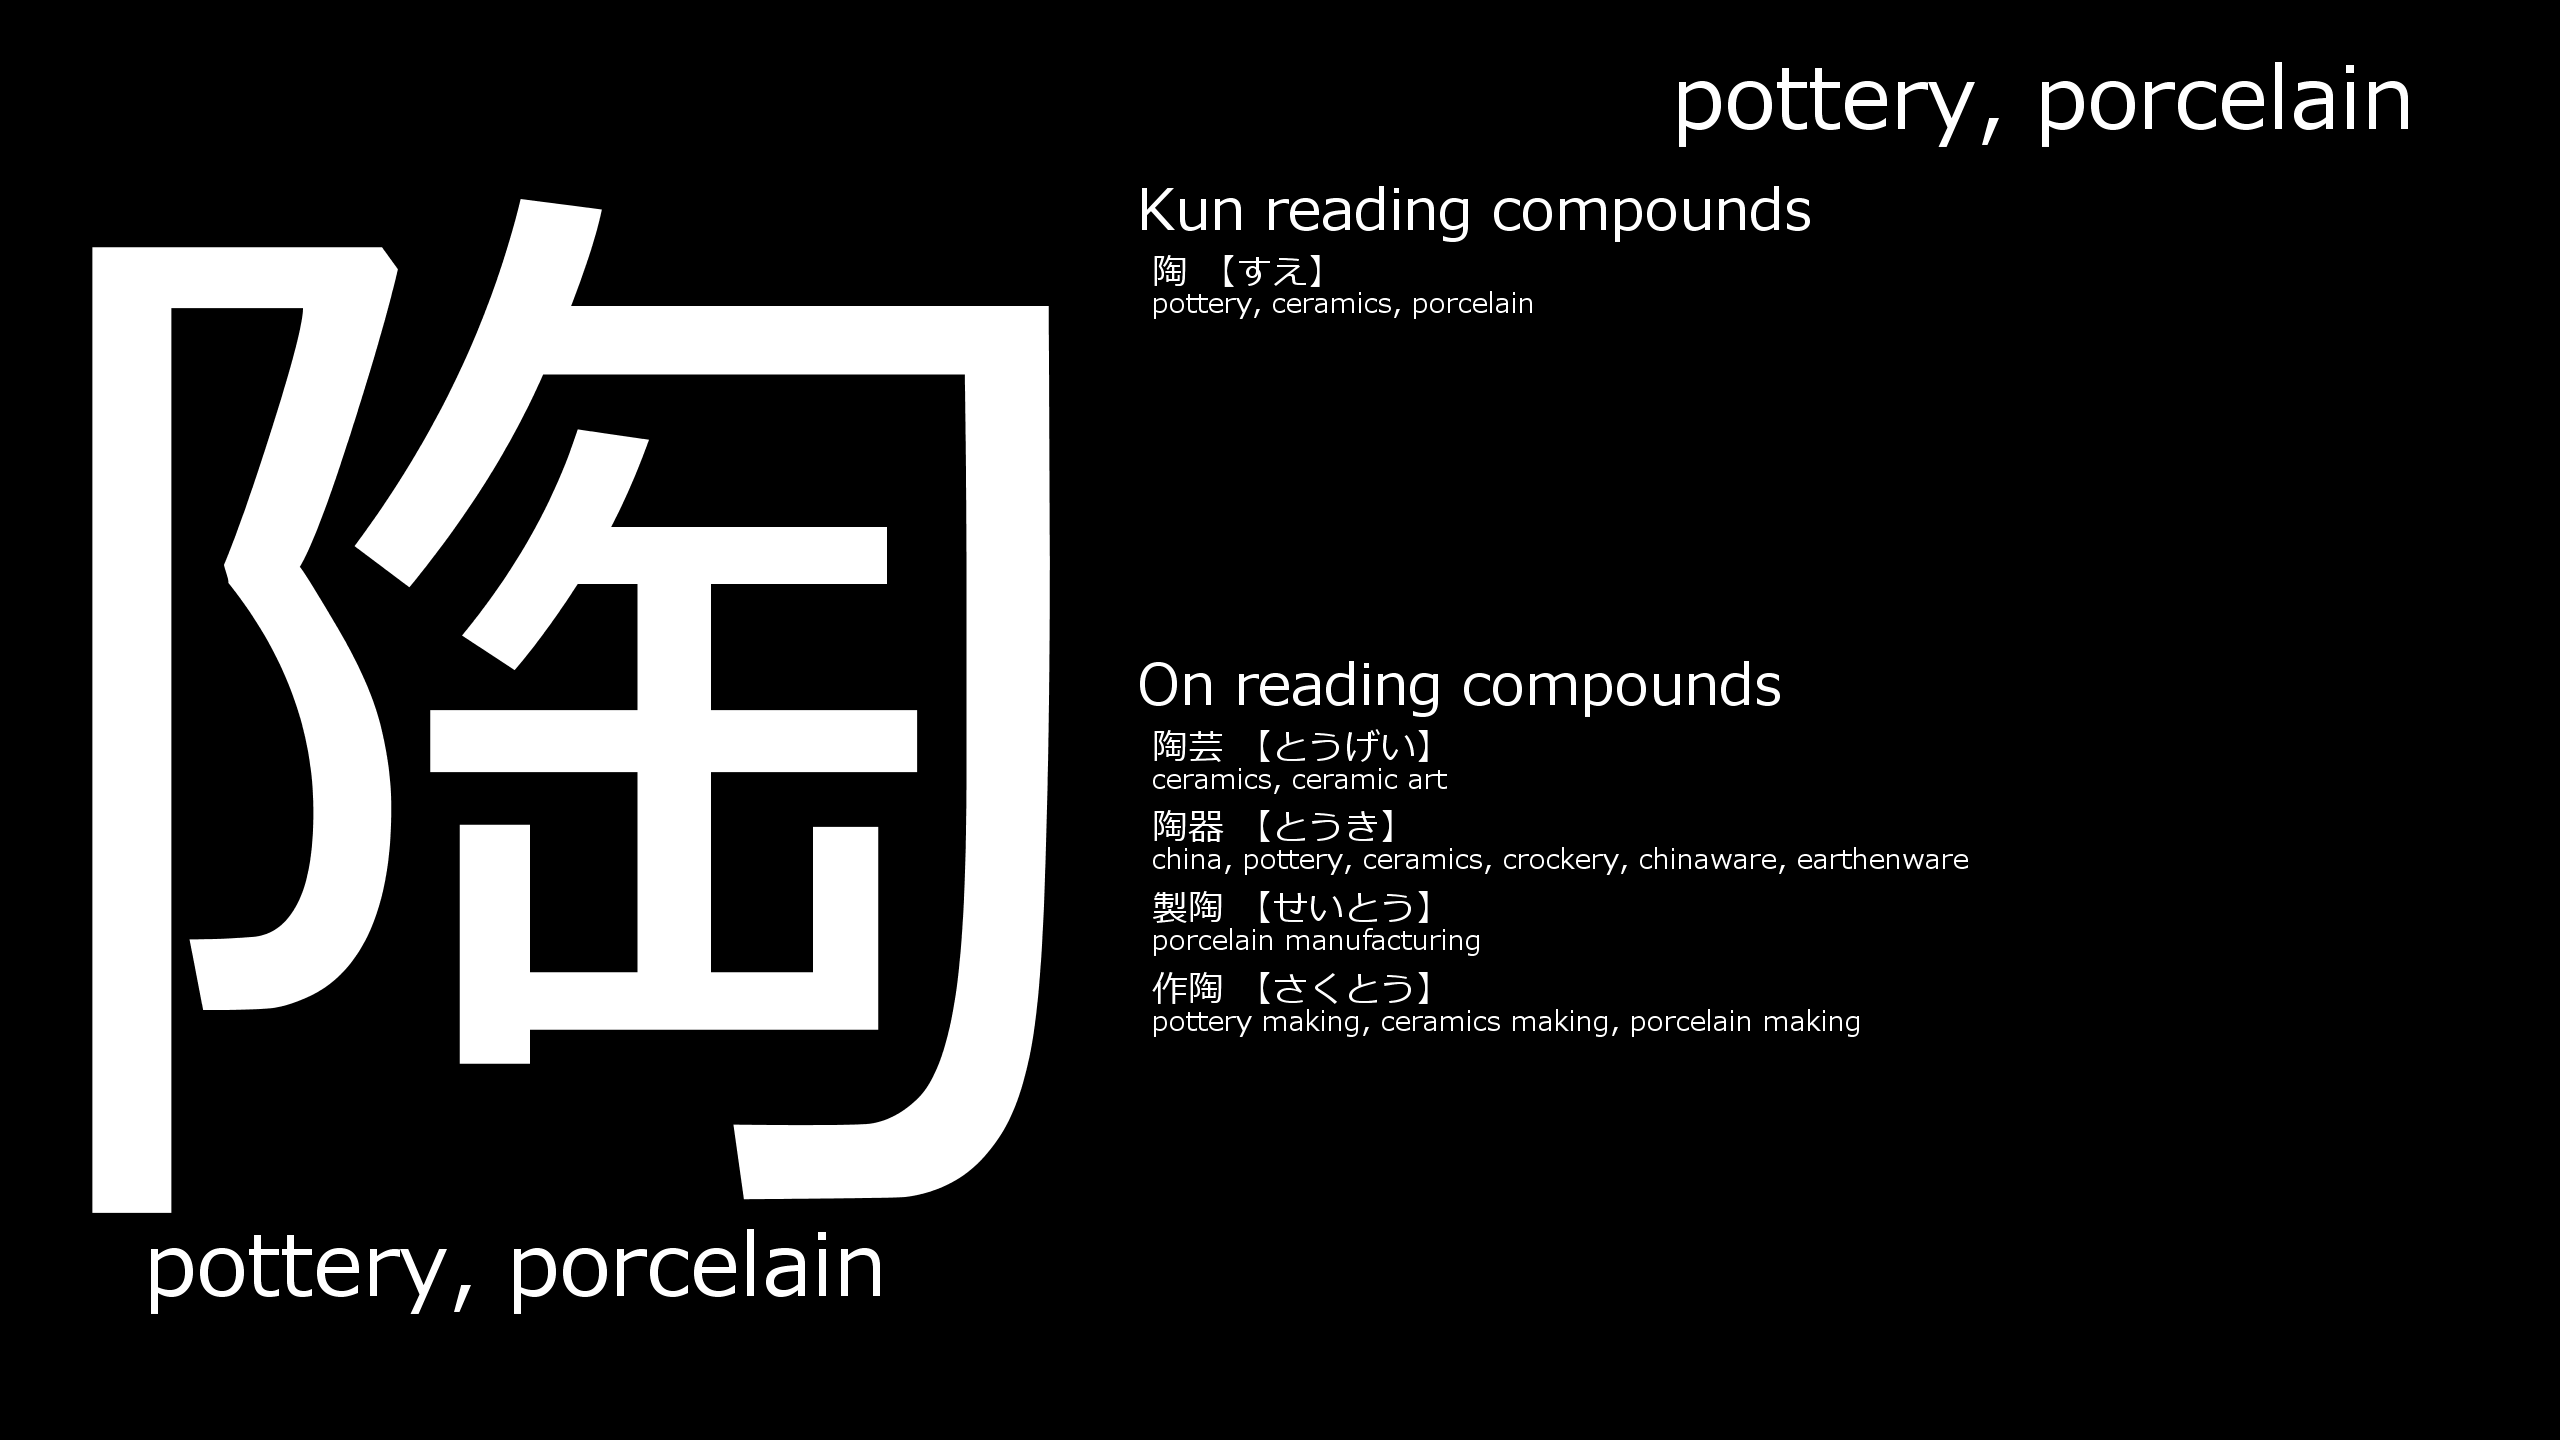 pottery, porcelain
陶
pottery, porcelain
Kun reading compounds
陶 【すえ】
pottery, ceramics, porcelain
On reading compounds
陶芸 【とうげい】
ceramics, ceramic art
陶器 【とうき】
china, pottery, ceramics, crockery, chinaware, earthenware
製陶 【せいとう】
porcelain manufacturing
作陶 【さくとう】
pottery making, ceramics making, porcelain making